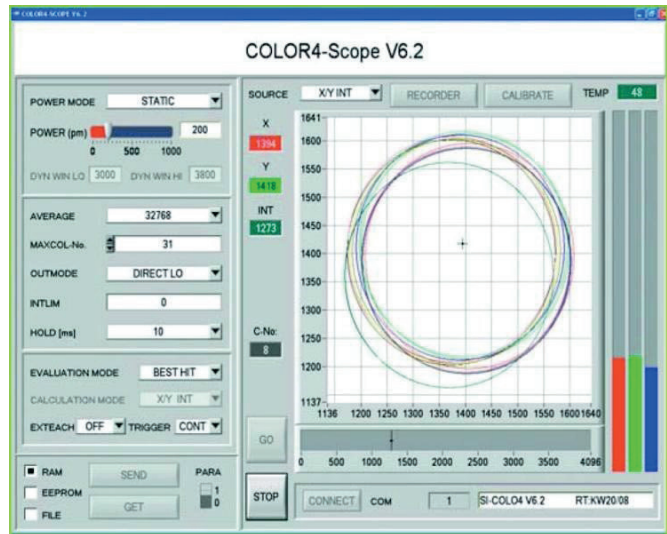 COLOR4 SCOPE V6.2
COLOR4-Scope V6.2
POWER MODE STATIC
POWER (pm) 200
0 500 1000
DYN WIN LO 3000 DYN WIN HI 3800
AVERAGE 32768
MAXCOL-No. 31
OUTMODE DIRECT LO
INTLIM 0
HOLD [ms] 10
EVALUATION MODE BEST HIT
CALCULATION MODE X/Y INT
EXTEACH OFF TRIGGER CONT
RAM
EEPROM
FILE
SEND
GET
PARA
1
0
SOURCE X/Y INT RECORDER CALIBRATE TEMP 48
X
1394
Y
1418
INT
1273
C-No:
8
GO
STOP
1641
1600
1550
1500
1450
1400
1350
1300
1250
1200
1137
1136 1200 1250 1300 1350 1400 1450 1500 1550 1600 1640
0 500 1000 1500 2000 2500 3000 3500 4096
CONNECT COM 1 SI-COLO4 V6.2 RT:KW20/08